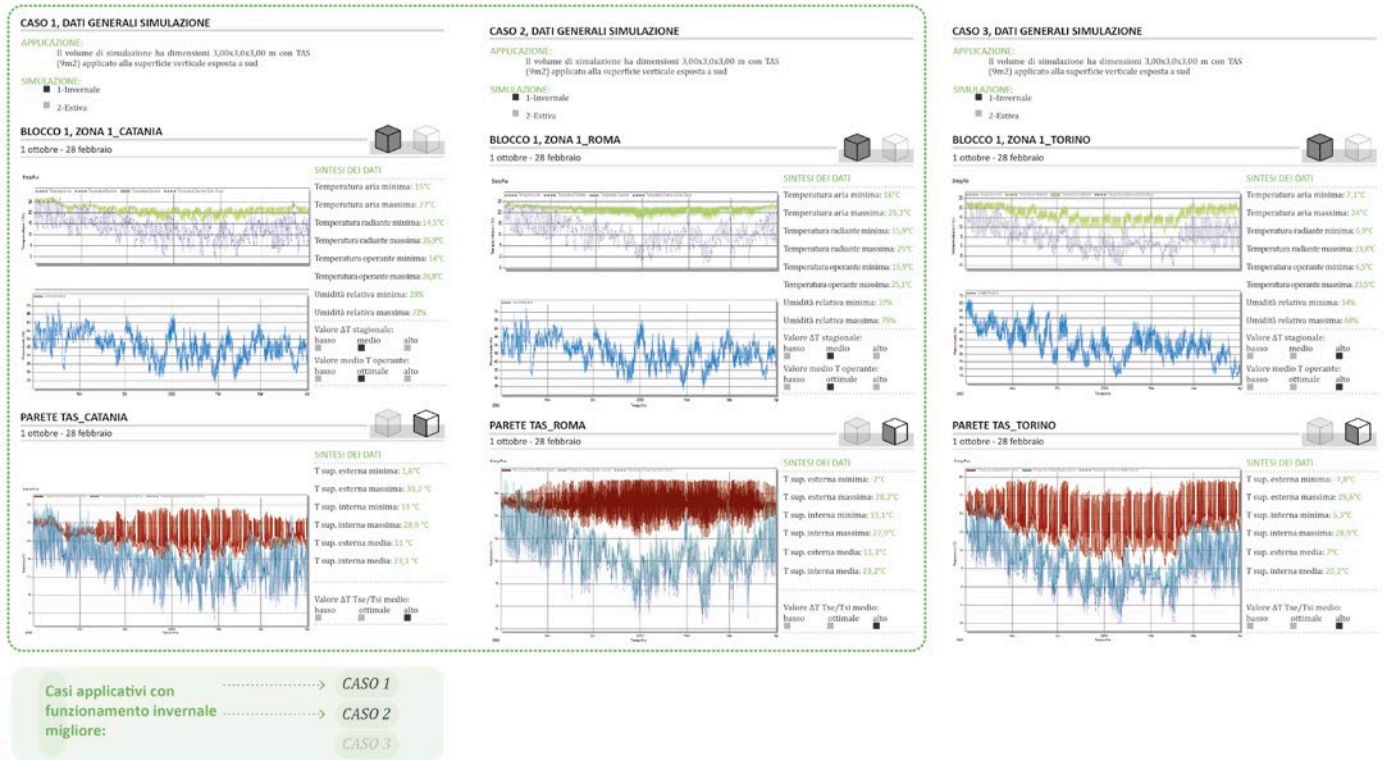 CASO 1, DATI GENERALI SIMULAZIONE
APPLICAZIONE:
Il volume di simulazione ha dimensioni 3,00x3,0x3,00 m con TAS
(9m2) applicato alla superficie verticale esposta a sud
SIMULAZIONE:
1-Invernale
2-Estiva
BLOCCO 1, ZONA 1_CATANIA
1 ottobre - 28 febbraio
SINTESI DEI DATI
Temperatura aria minima: 15°C
Temperatura aria massima: 27°C
Temperatura radiante minima: 14,5°C
Temperatura radiante massima: 26,9°C
Temperatura operante minima: 14°C
Temperatura operante massima: 26,8°C
Umidità relativa minima: 23%
Umidità relativa massima: 72%
Valore ΔT stagionale:
basso medio alto
Valore medio T operante:
basso ottimale alto
PARETE TAS_CATANIA
1 ottobre - 28 febbraio
SINTESI DEI DATI
T sup. esterna minima: 1,6°C
T sup. esterna massima: 30,2 °C
T sup. interna minima: 13 °C
T sup. interna massima: 28,9 °C
T sup. esterna media: 11 °C
T sup. interna media: 23,1 °C
Valore ΔT Tse/Tsi medio:
basso ottimale alto
CASO 2, DATI GENERALI SIMULAZIONE
APPLICAZIONE:
Il volume di simulazione ha dimensioni 3,00x3,0x3,00 m con TAS
(9m2) applicato alla superficie verticale esposta a sud
SIMULAZIONE:
1-Invernale
2-Estiva
BLOCCO 1, ZONA 1_ROMA
1 ottobre - 28 febbraio
SINTESI DEI DATI
Temperatura aria minima: 16°C
Temperatura aria massima: 25,2°C
Temperatura radiante minima: 15,9°C
Temperatura radiante massima: 25°C
Temperatura operante minima: 15,9°C
Temperatura operante massima: 25,1°C
Umidità relativa minima: 27%
Umidità relativa massima: 75%
Valore ΔT stagionale:
basso medio alto
Valore medio T operante:
basso ottimale alto
PARETE TAS_ROMA
1 ottobre - 28 febbraio
SINTESI DEI DATI
T sup. esterna minima: -2°C
T sup. esterna massima: 28,2°C
T sup. interna minima: 15,1°C
T sup. interna massima: 27,9°C
T sup. esterna media: 11,3°C
T sup. interna media: 23,2°C
Valore ΔT Tse/Tsi medio:
basso ottimale alto
CASO 3, DATI GENERALI SIMULAZIONE
APPLICAZIONE:
Il volume di simulazione ha dimensioni 3,00x3,0x3,00 m con TAS
(9m2) applicato alla superficie verticale esposta a sud
SIMULAZIONE:
1-Invernale
2-Estiva
BLOCCO 1, ZONA 1_TORINO
1 ottobre - 28 febbraio
SINTESI DEI DATI
Temperatura aria minima: 7,1°C
Temperatura aria massima: 24°C
Temperatura radiante minima: 6,9°C
Temperatura radiante massima: 23,8°C
Temperatura operante minima: 6,5°C
Temperatura operante massima: 23,5°C
Umidità relativa minima: 14%
Umidità relativa massima: 68%
Valore ΔT stagionale:
basso medio alto
Valore medio T operante:
basso ottimale alto
PARETE TAS_TORINO
1 ottobre - 28 febbraio
SINTESI DEI DATI
T sup. esterna minima: -7,8°C
T sup. esterna massima: 25,6°C
T sup. interna minima: 5,3°C
T sup. interna massima: 28,9°C
T sup. esterna media: 7°C
T sup. interna media: 20,2°C
Valore ΔT Tse/Tsi medio:
basso ottimale alto
Casi applicativi con
funzionamento invernale
migliore:
CASO 1
CASO 2
CASO 3